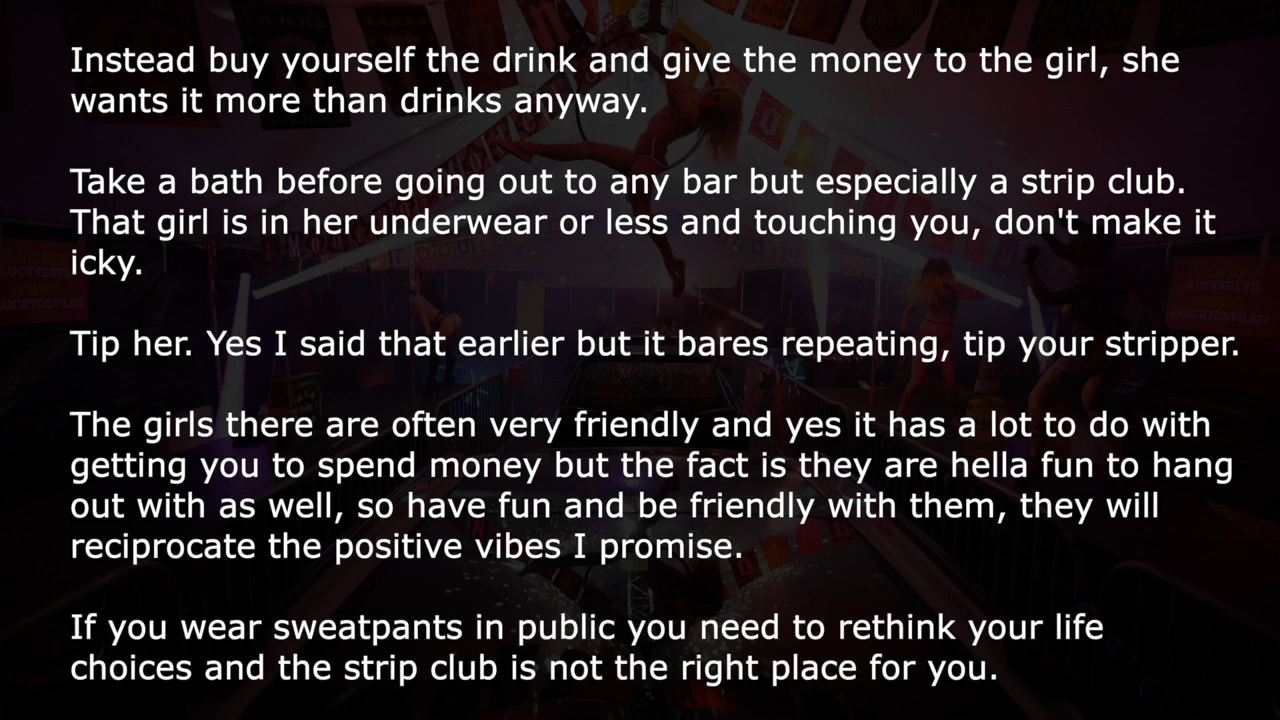 Instead buy yourself the drink and give the money to the girl, she
wants it more than drinks anyway.
Take a bath before going out to any bar but especially a strip club.
That girl is in her underwear or less and touching you, don't make it
icky.
Tip her. Yes I said that earlier but it bares repeating, tip your stripper.
The girls there are often very friendly and yes it has a lot to do with
getting you to spend money but the fact is they are hella fun to hang
out with as well, so have fun and be friendly with them, they will
reciprocate the positive vibes I promise.
If you wear sweatpants in public you need to rethink your life
choices and the strip club is not the right place for you.